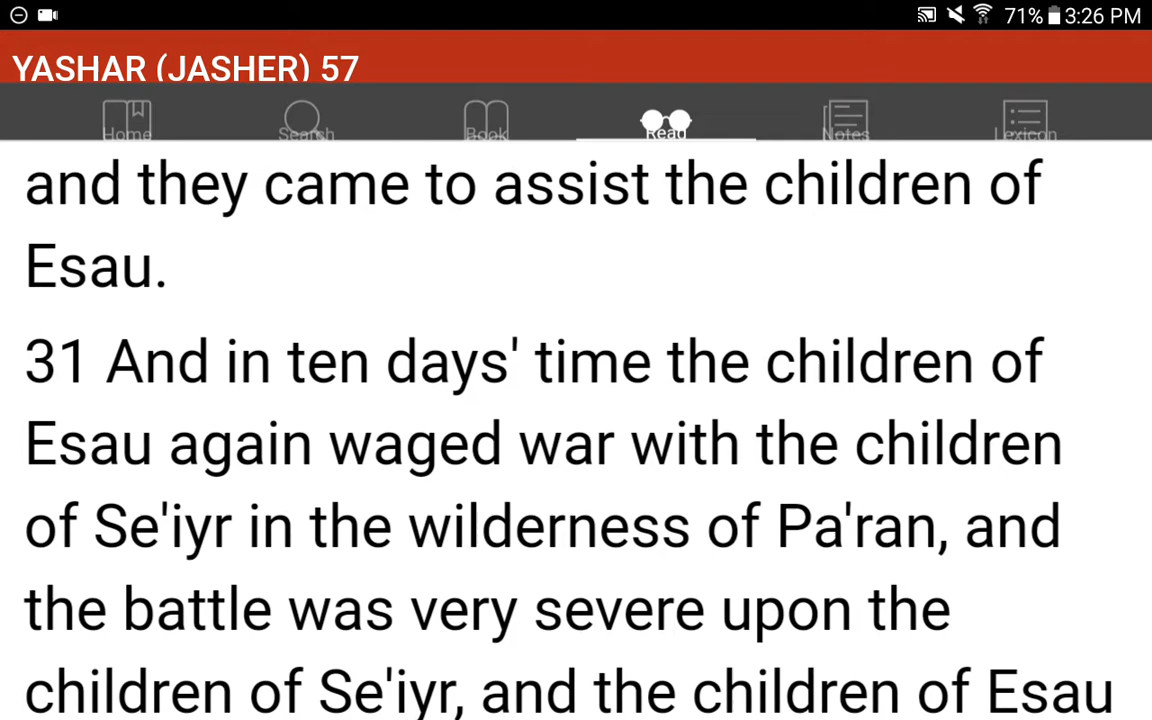 71% 3:26 PM
YASHAR (JASHER) 57
Home Search Book Read Notes Lexicon
and they came to assist the children of
Esau.
31 And in ten days' time the children of
Esau again waged war with the children
of Se'iyr in the wilderness of Pa'ran, and
the battle was very severe upon the
children of Se'iyr, and the children of Esau